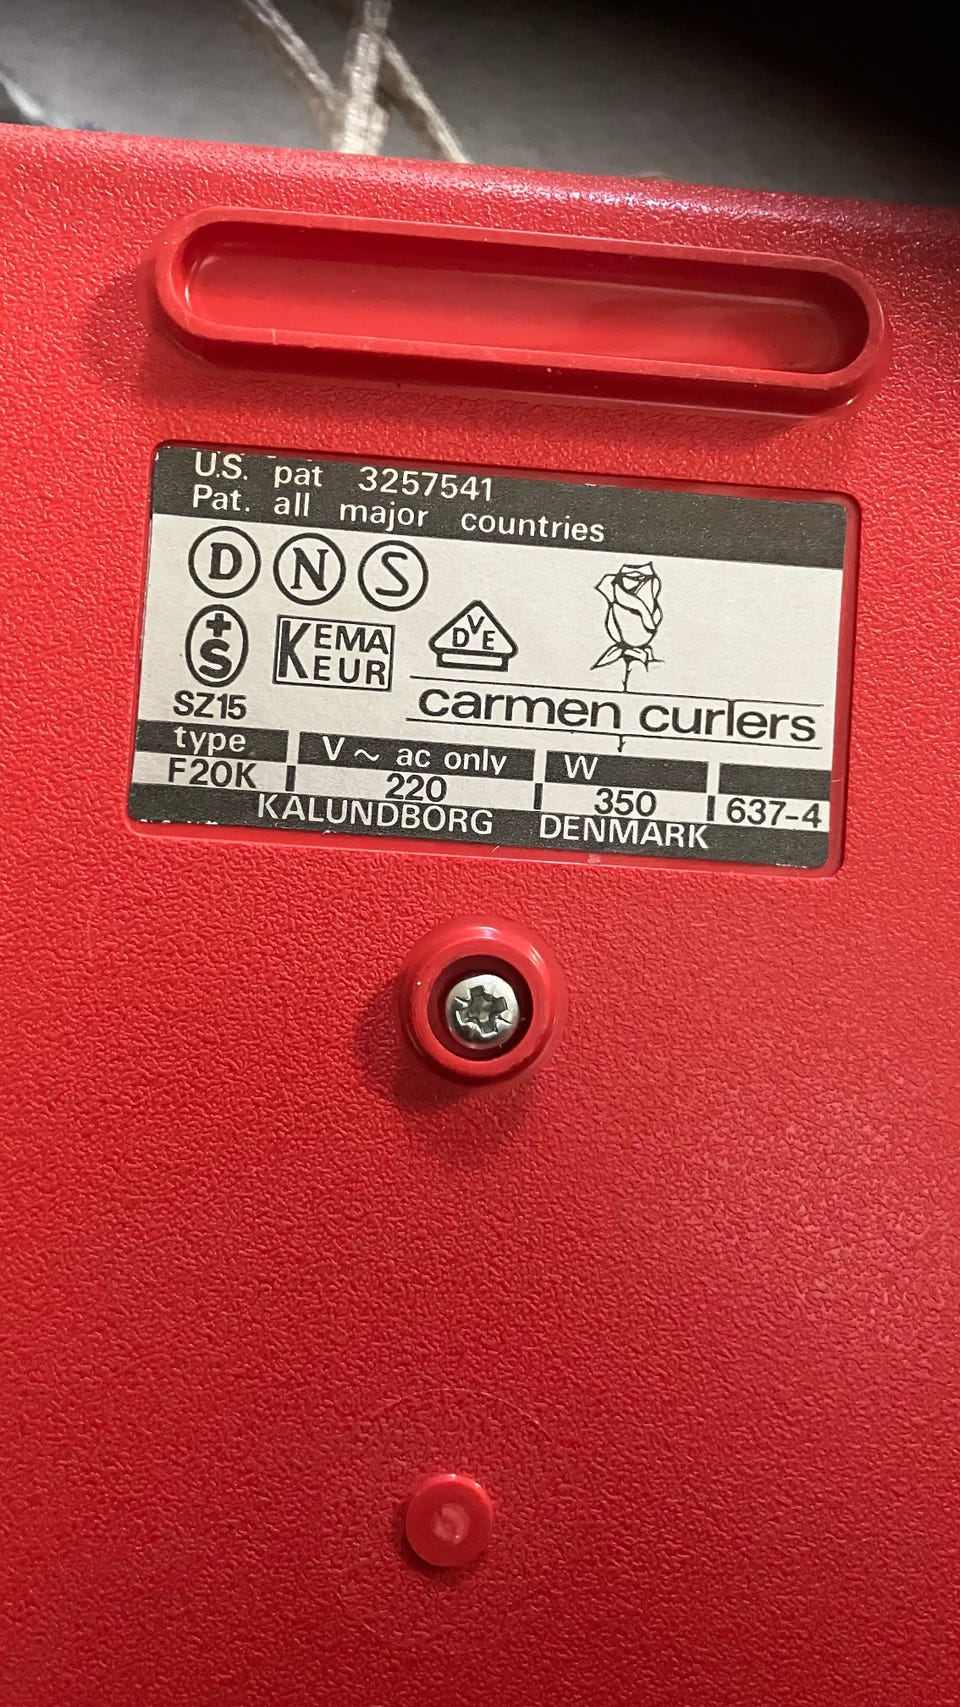 U.S. pat 3257541
Pat. all major countries
D N S
+S KEMA KEUR DVE
SZ15
carmen curlers
type V ~ ac only W
F20K 220 350 637-4
KALUNDBORG DENMARK